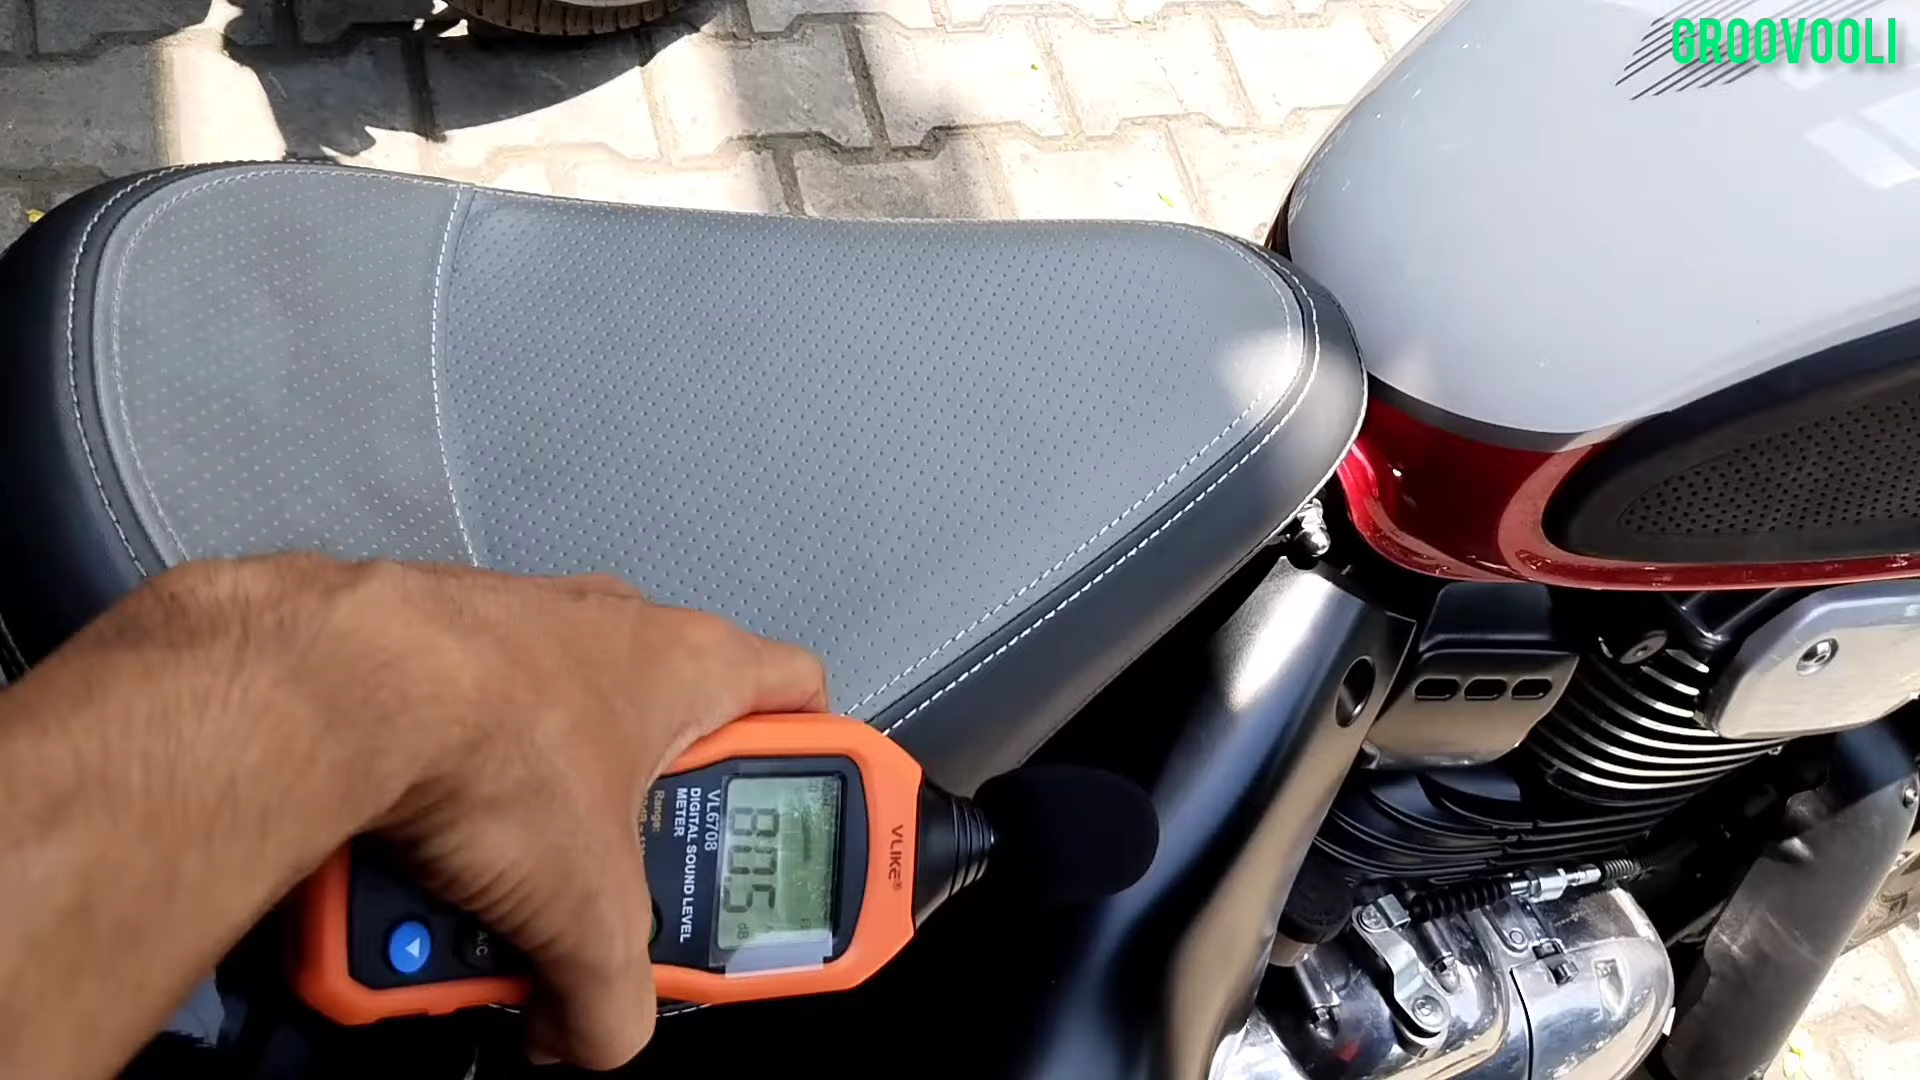 GROOVOOLI
VLIKE®
VL6708
DIGITAL SOUND LEVEL
METER
Range:
80.5
dB
A/C